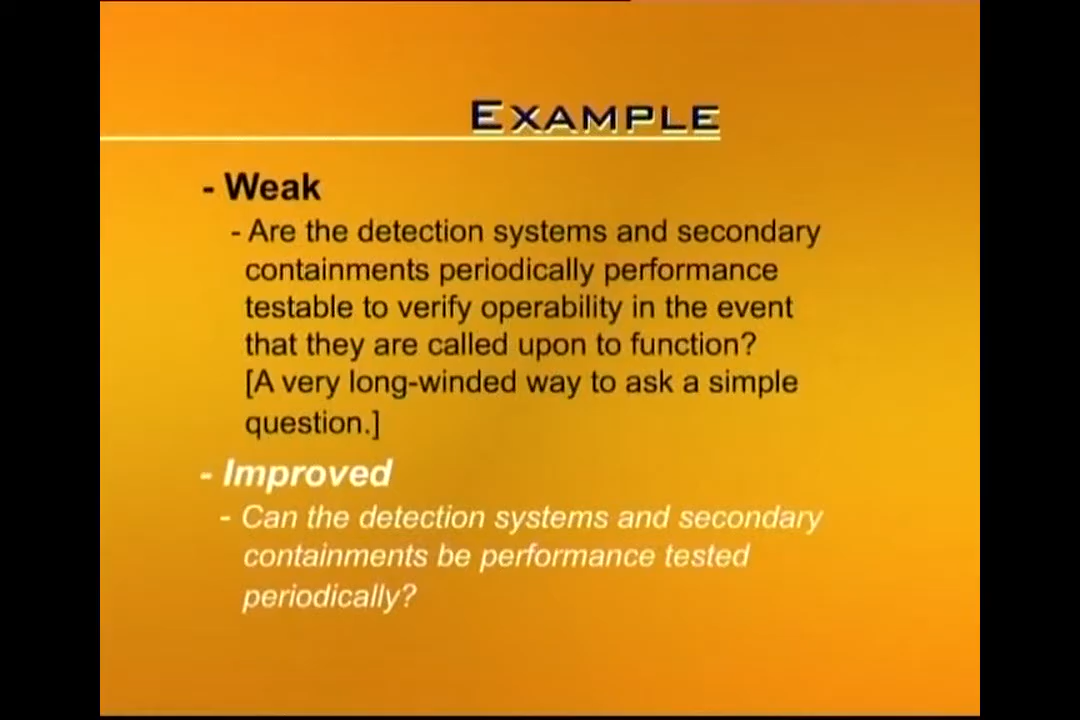 EXAMPLE
- Weak
- Are the detection systems and secondary
containments periodically performance
testable to verify operability in the event
that they are called upon to function?
[A very long-winded way to ask a simple
question.]
- Improved
- Can the detection systems and secondary
containments be performance tested
periodically?